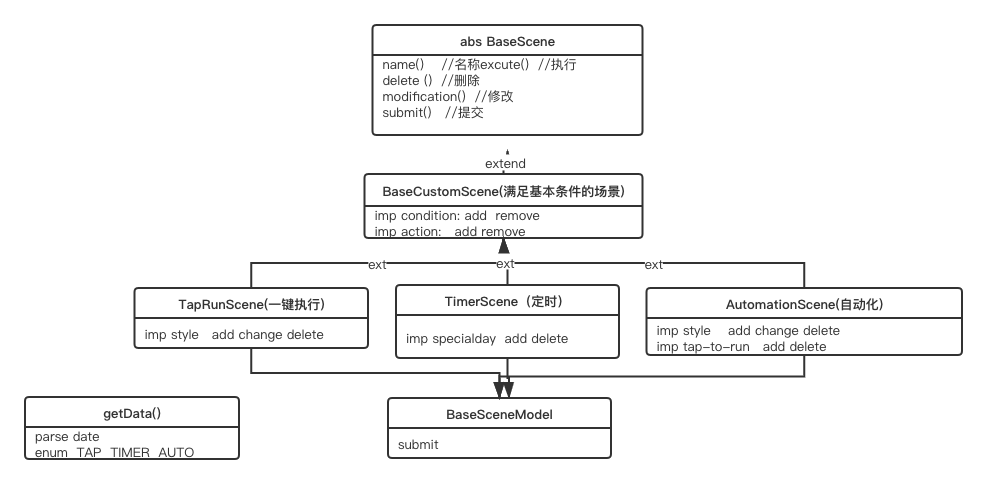 abs BaseScene
name()    //名称excute()  //执行
delete ()  //删除
modification()  //修改
submit()   //提交
extend
BaseCustomScene(满足基本条件的场景)
imp condition: add  remove
imp action:   add remove
ext
ext
ext
TapRunScene(一键执行)
imp style   add change delete
TimerScene（定时）
imp specialday  add delete
AutomationScene(自动化)
imp style    add change delete
imp tap-to-run   add delete
getData()
parse date
enum  TAP  TIMER  AUTO
BaseSceneModel
submit